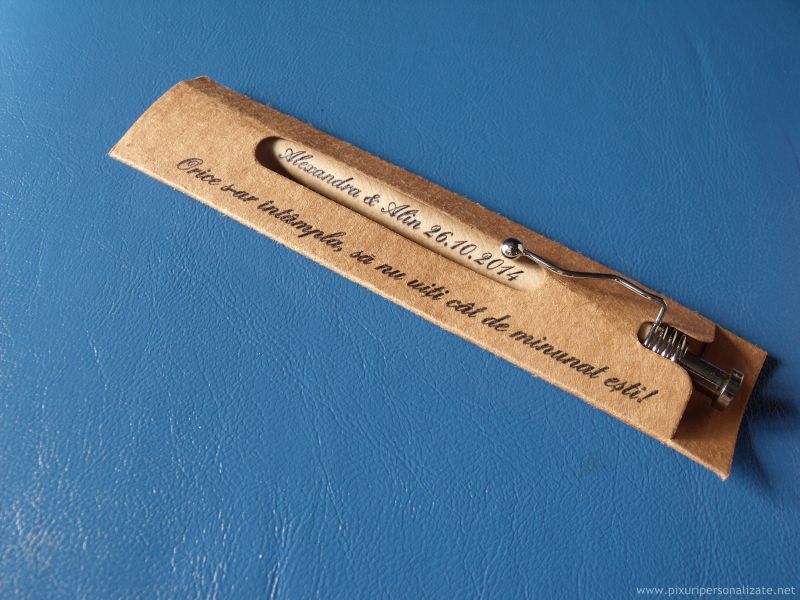 Alexandra & Alin 26.10.2014
Orice s-ar întâmpla, să nu uiți cât de minunat ești!
www.pixuripersonalizate.net